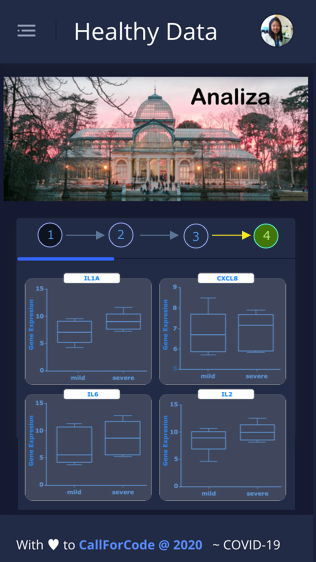 Healthy Data
Analiza
1 2 3 4
IL1A
Gene Expression
15
10
5
0
mild severe
CXCL8
Gene Expression
9
8
7
6
5
mild severe
IL6
Gene Expression
15
10
5
0
mild severe
IL2
Gene Expression
15
10
5
0
mild severe
With ♥ to CallForCode @ 2020 ~ COVID-19